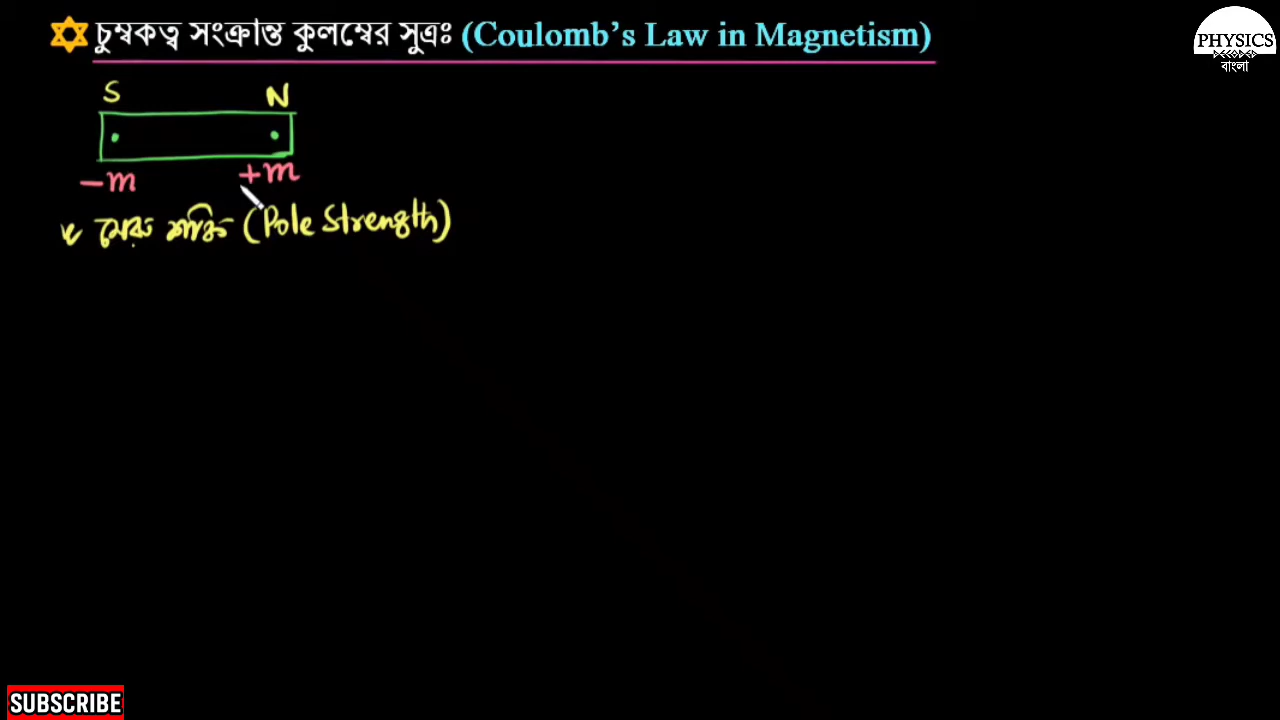 চুম্বকত্ব সংক্রান্ত কুলম্বের সুত্রঃ (Coulomb's Law in Magnetism)
PHYSICS
বাংলা
S N
-m +m
মেরু শক্তি (Pole Strength)
SUBSCRIBE